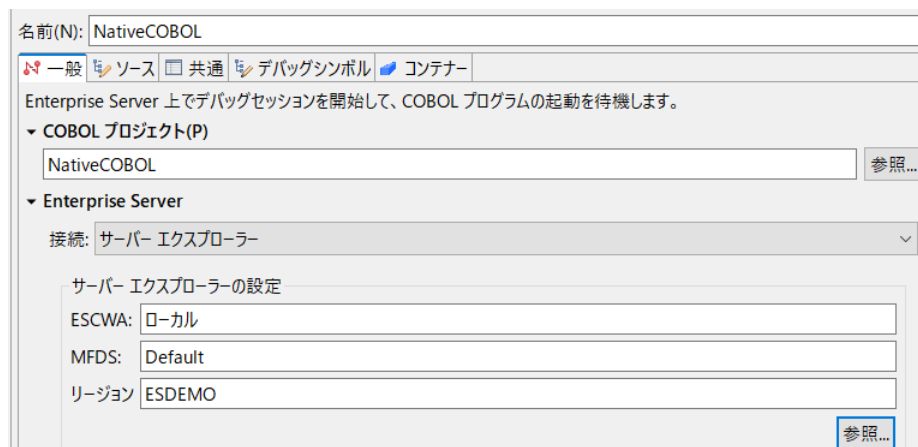 名前(N): NativeCOBOL
一般 ソース 共通 デバッグシンボル コンテナー
Enterprise Server 上でデバッグセッションを開始して、COBOL プログラムの起動を待機します。
COBOL プロジェクト(P)
NativeCOBOL 参照...
Enterprise Server
接続: サーバー エクスプローラー
サーバー エクスプローラーの設定
ESCWA: ローカル
MFDS: Default
リージョン ESDEMO
参照...